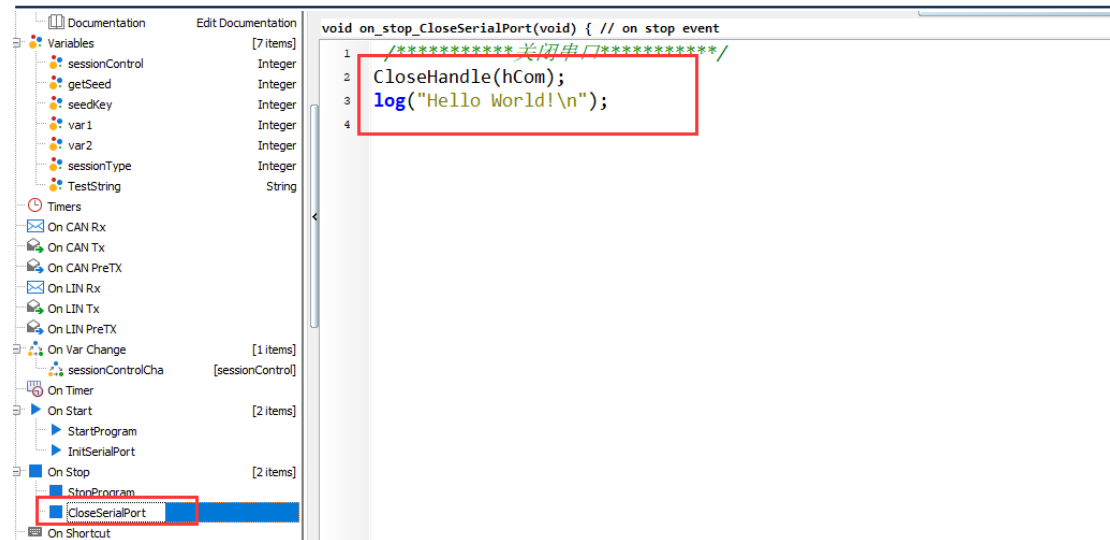 Documentation Edit Documentation
Variables [7 items]
sessionControl Integer
getSeed Integer
seedKey Integer
var1 Integer
var2 Integer
sessionType Integer
TestString String
Timers
On CAN Rx
On CAN Tx
On CAN PreTX
On LIN Rx
On LIN Tx
On LIN PreTX
On Var Change [1 items]
sessionControlCha [sessionControl]
On Timer
On Start [2 items]
StartProgram
InitSerialPort
On Stop [2 items]
StopProgram
CloseSerialPort
On Shortcut
void on_stop_CloseSerialPort(void) { // on stop event
1 /***********关闭串口***********/
2 CloseHandle(hCom);
3 log("Hello World!\n");
4